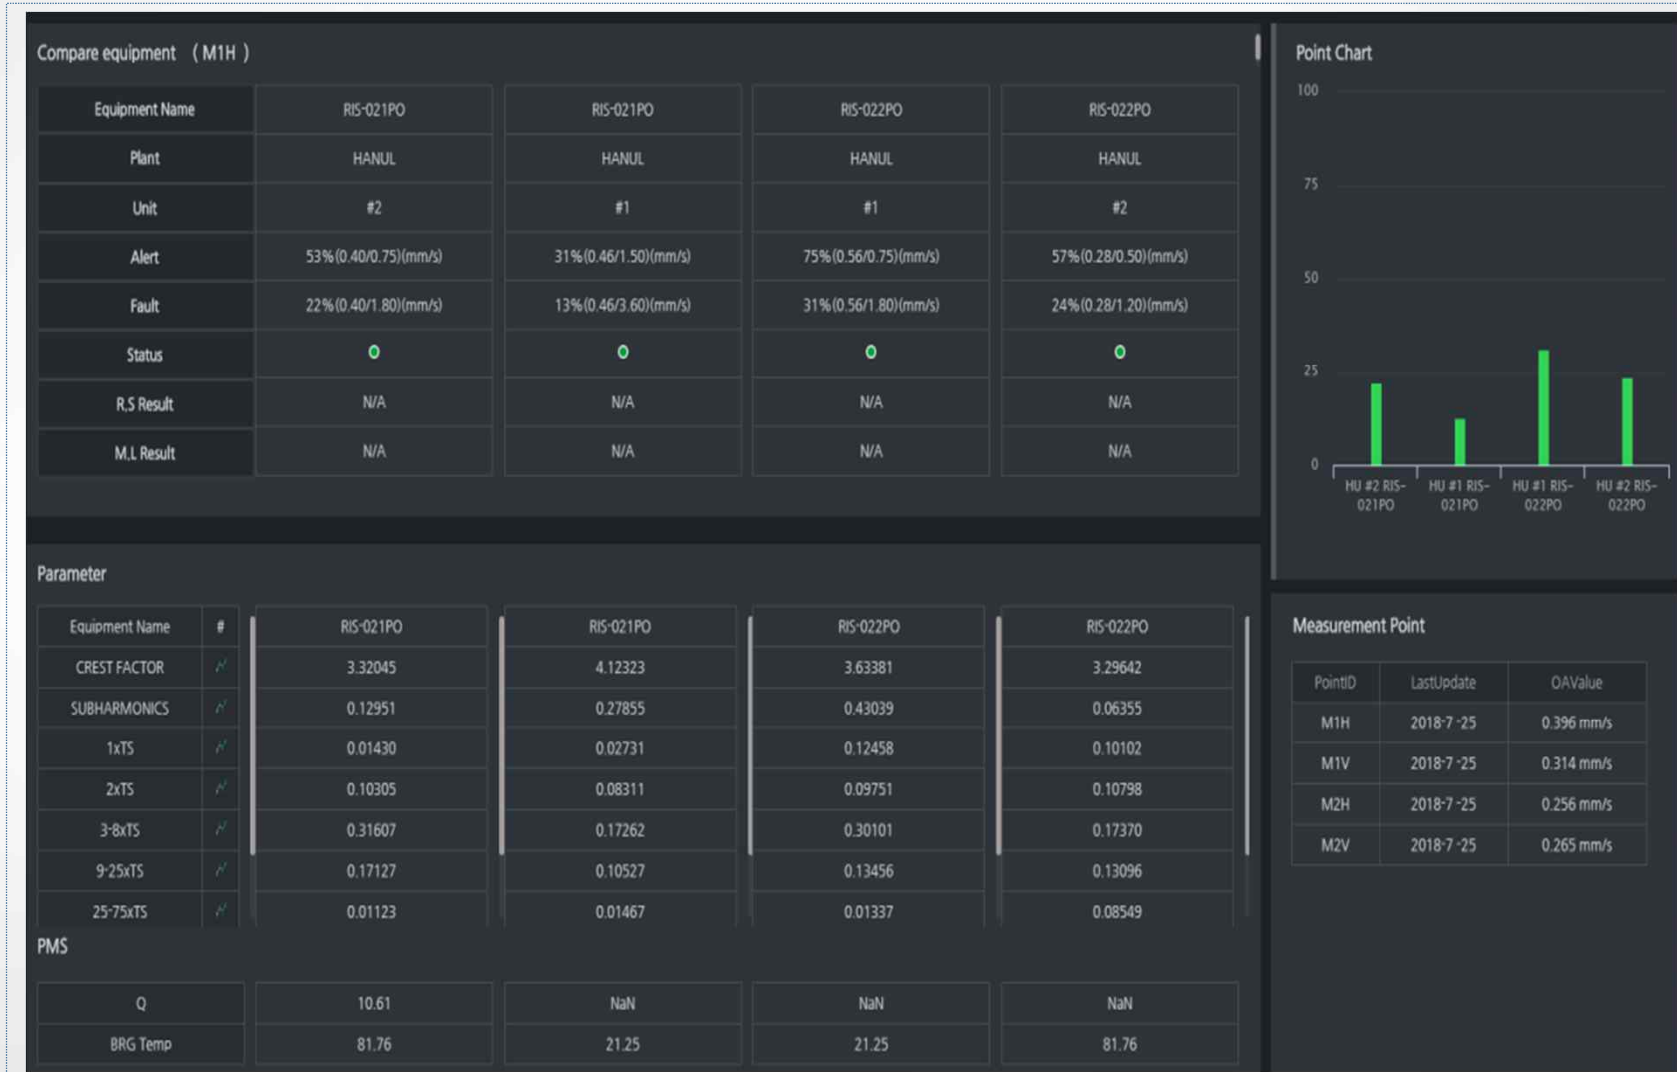 Compare equipment ( M1H )
Equipment Name RIS-021PO RIS-021PO RIS-022PO RIS-022PO
Plant HANUL HANUL HANUL HANUL
Unit #2 #1 #1 #2
Alert 53%(0.40/0.75)(mm/s) 31%(0.46/1.50)(mm/s) 75%(0.56/0.75)(mm/s) 57%(0.28/0.50)(mm/s)
Fault 22%(0.40/1.80)(mm/s) 13%(0.46/3.60)(mm/s) 31%(0.56/1.80)(mm/s) 24%(0.28/1.20)(mm/s)
Status
R.S Result N/A N/A N/A N/A
M.L Result N/A N/A N/A N/A
Point Chart
100
75
50
25
0
HU #2 RIS-021PO HU #1 RIS-021PO HU #1 RIS-022PO HU #2 RIS-022PO
Parameter
Equipment Name # RIS-021PO RIS-021PO RIS-022PO RIS-022PO
CREST FACTOR 3.32045 4.12323 3.63381 3.29642
SUBHARMONICS 0.12951 0.27855 0.43039 0.06355
1xTS 0.01430 0.02731 0.12458 0.10102
2xTS 0.10305 0.08311 0.09751 0.10798
3-8xTS 0.31607 0.17262 0.30101 0.17370
9-25xTS 0.17127 0.10527 0.13456 0.13096
25-75xTS 0.01123 0.01467 0.01337 0.08549
PMS
Q 10.61 NaN NaN NaN
BRG Temp 81.76 21.25 21.25 81.76
Measurement Point
PointID LastUpdate OAValue
M1H 2018-7 -25 0.396 mm/s
M1V 2018-7 -25 0.314 mm/s
M2H 2018-7 -25 0.256 mm/s
M2V 2018-7 -25 0.265 mm/s